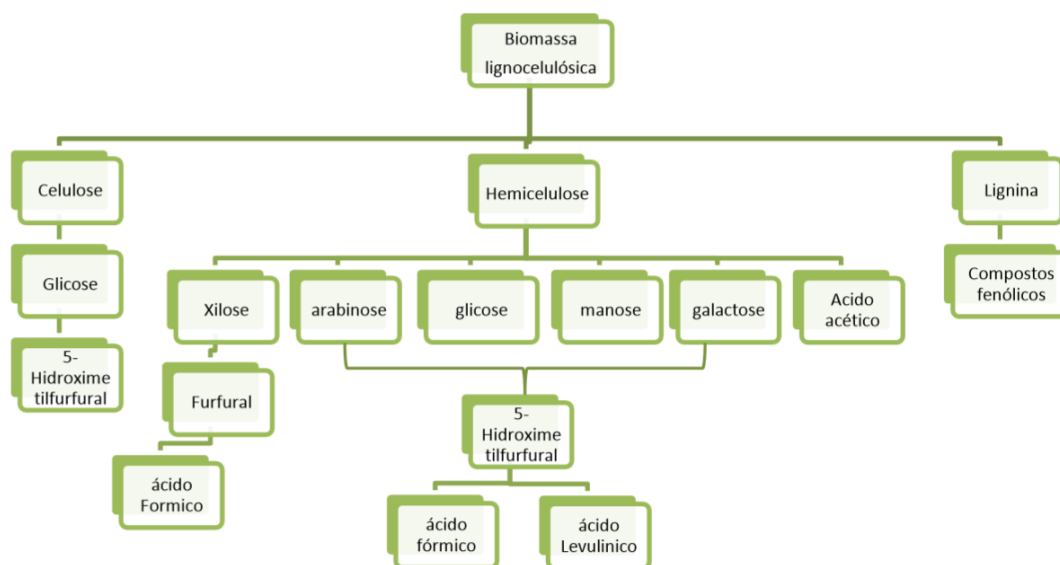 Biomassa
lignocelulósica
Celulose
Hemicelulose
Lignina
Glicose
Compostos
fenólicos
Xilose
arabinose
glicose
manose
galactose
Acido
acético
5-
Hidroxime
tilfurfural
Furfural
5-
Hidroxime
tilfurfural
ácido
Formico
ácido
fórmico
ácido
Levulinico